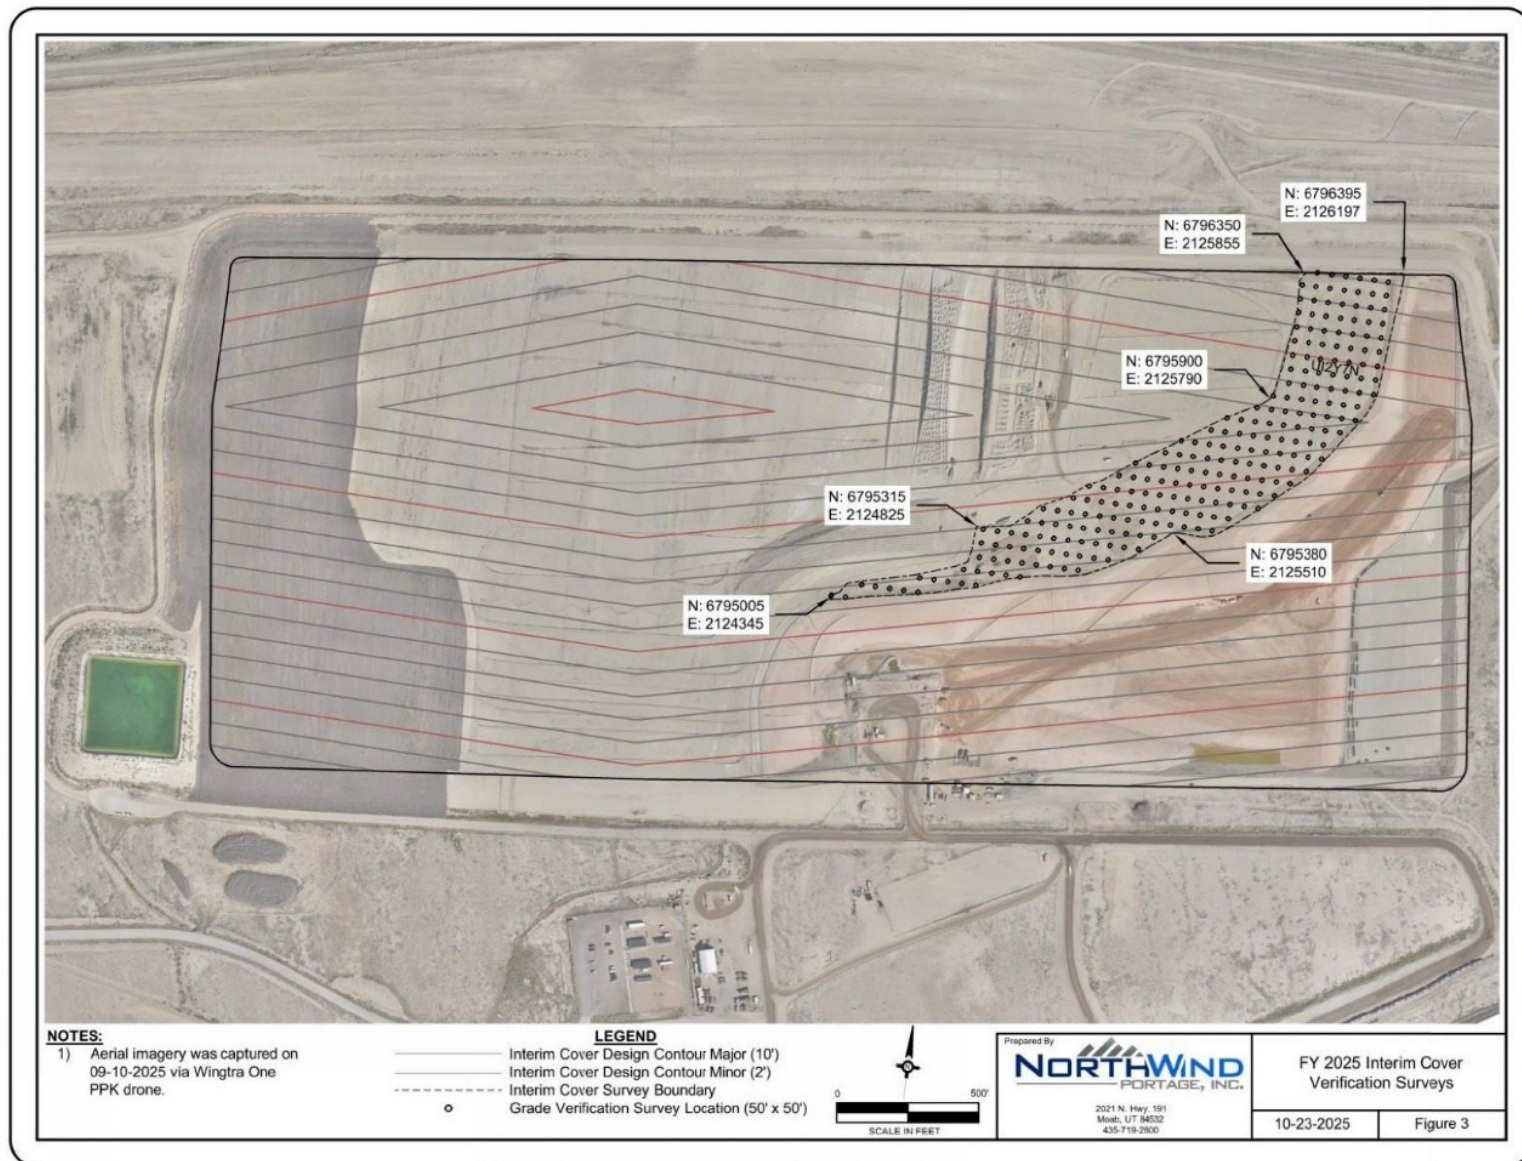 N: 6796395
E: 2126197
N: 6796350
E: 2125855
N: 6795900
E: 2125790
N: 6795315
E: 2124825
N: 6795380
E: 2125510
N: 6795005
E: 2124345
NOTES:
1) Aerial imagery was captured on
09-10-2025 via Wingtra One
PPK drone.
LEGEND
Interim Cover Design Contour Major (10')
Interim Cover Design Contour Minor (2')
Interim Cover Survey Boundary
Grade Verification Survey Location (50' x 50')
0 500'
SCALE IN FEET
Prepared By
NORTHWIND
PORTAGE, INC.
2021 N. Hwy. 191
Moab, UT 84532
435-719-2800
FY 2025 Interim Cover
Verification Surveys
10-23-2025
Figure 3